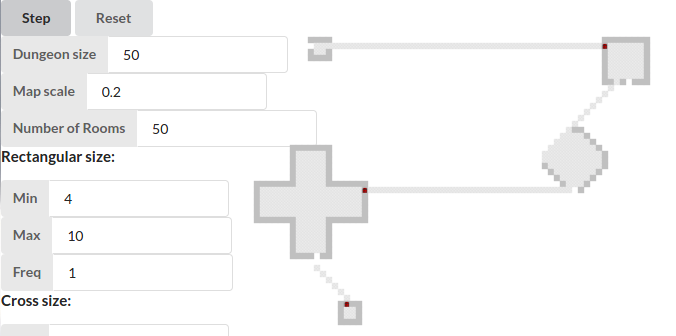 Step Reset
Dungeon size 50
Map scale 0.2
Number of Rooms 50
Rectangular size:
Min 4
Max 10
Freq 1
Cross size: